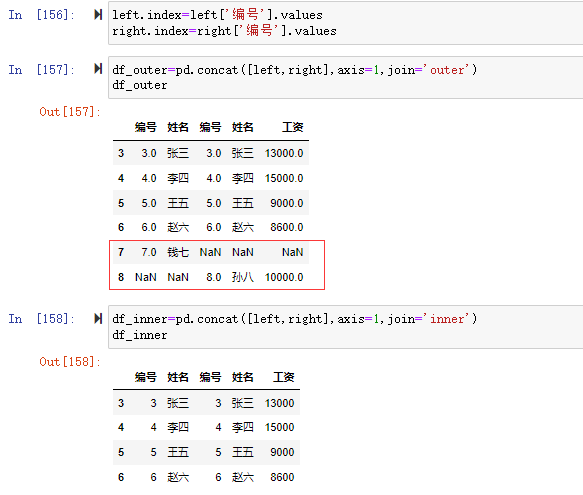 In [156]: left.index=left['编号'].values
right.index=right['编号'].values
In [157]: df_outer=pd.concat([left,right],axis=1,join='outer')
df_outer
Out[157]:
编号 姓名 编号 姓名 工资
3 3.0 张三 3.0 张三 13000.0
4 4.0 李四 4.0 李四 15000.0
5 5.0 王五 5.0 王五 9000.0
6 6.0 赵六 6.0 赵六 8600.0
7 7.0 钱七 NaN NaN NaN
8 NaN NaN 8.0 孙八 10000.0
In [158]: df_inner=pd.concat([left,right],axis=1,join='inner')
df_inner
Out[158]:
编号 姓名 编号 姓名 工资
3 3 张三 3 张三 13000
4 4 李四 4 李四 15000
5 5 王五 5 王五 9000
6 6 赵六 6 赵六 8600